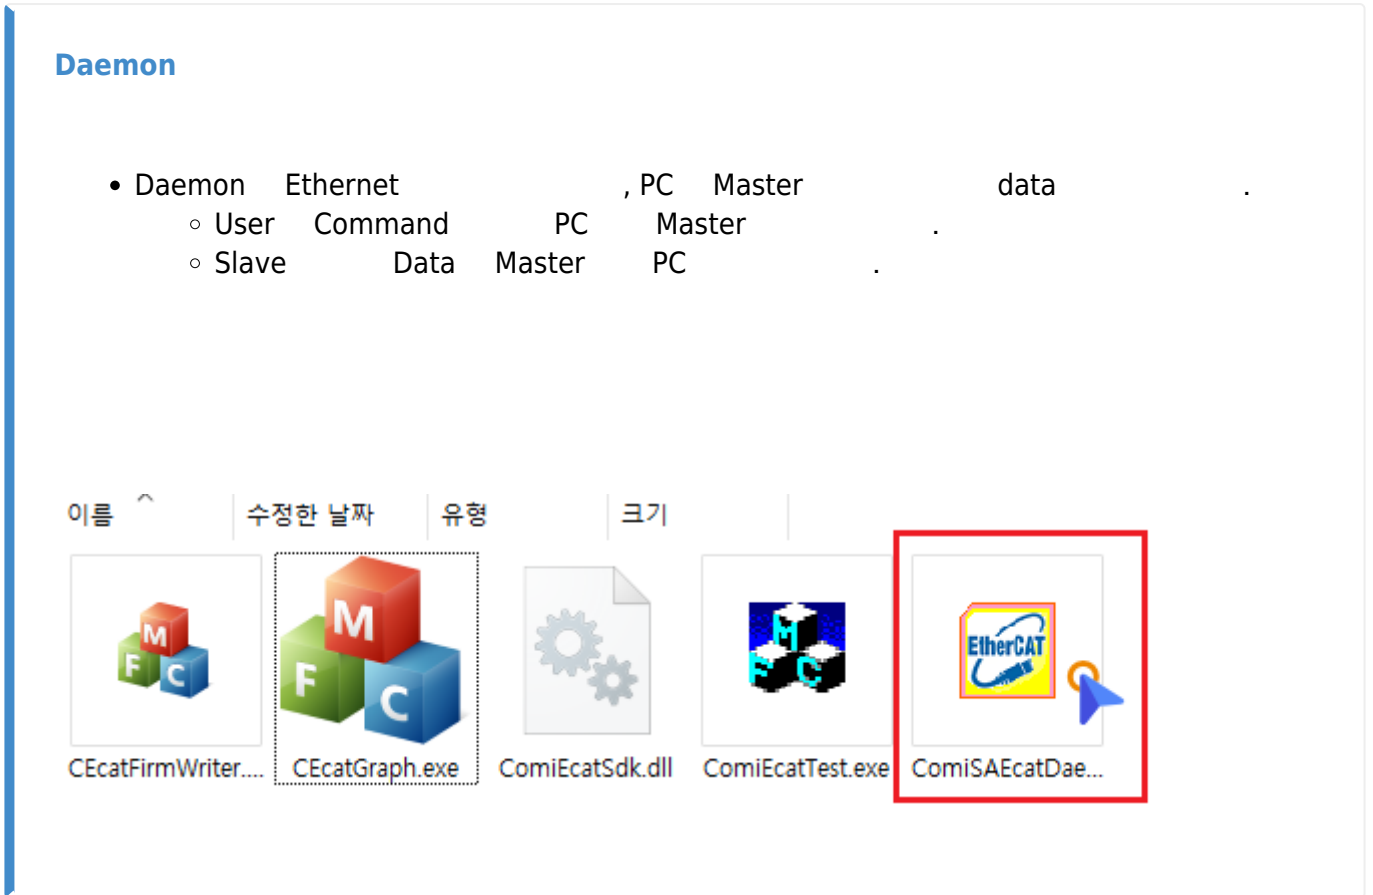 Daemon
• Daemon Ethernet , PC Master data .
◦ User Command PC Master .
◦ Slave Data Master PC .
이름 수정한 날짜 유형 크기
M F C M F C M F C EtherCAT
CEcatFirmWriter.... CEcatGraph.exe ComiEcatSdk.dll ComiEcatTest.exe ComiSAEcatDae...